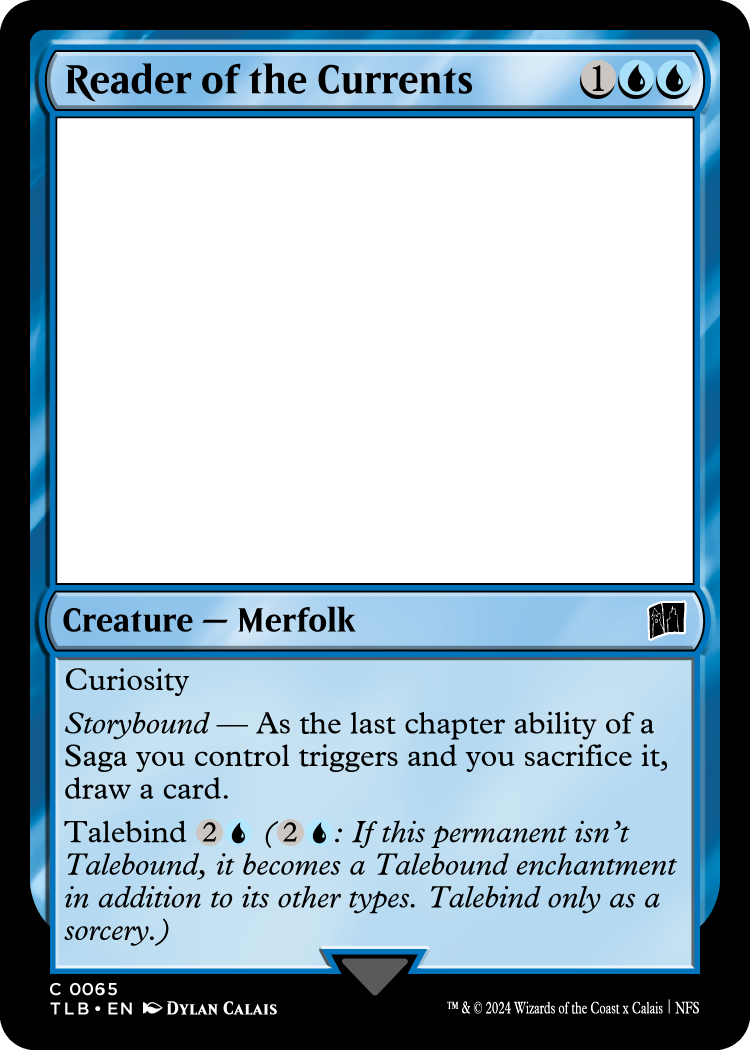 Reader of the Currents 1
Creature — Merfolk
Curiosity
Storybound — As the last chapter ability of a
Saga you control triggers and you sacrifice it,
draw a card.
Talebind 2 (2 : If this permanent isn't
Talebound, it becomes a Talebound enchantment
in addition to its other types. Talebind only as a
sorcery.)
C 0065
TLB • EN Dylan Calais
™ & © 2024 Wizards of the Coast x Calais | NFS